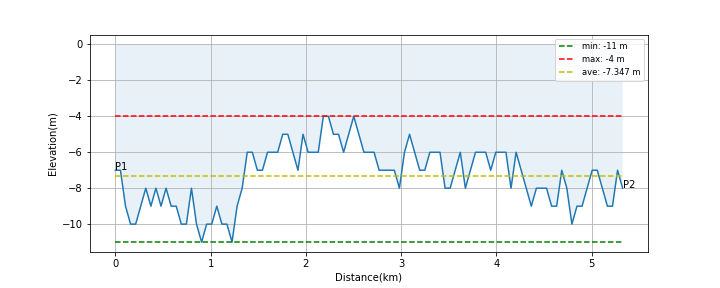 min: -11 m
max: -4 m
ave: -7.347 m
0
−2
−4
−6
−8
−10
Elevation(m)
P1
P2
0
1
2
3
4
5
Distance(km)